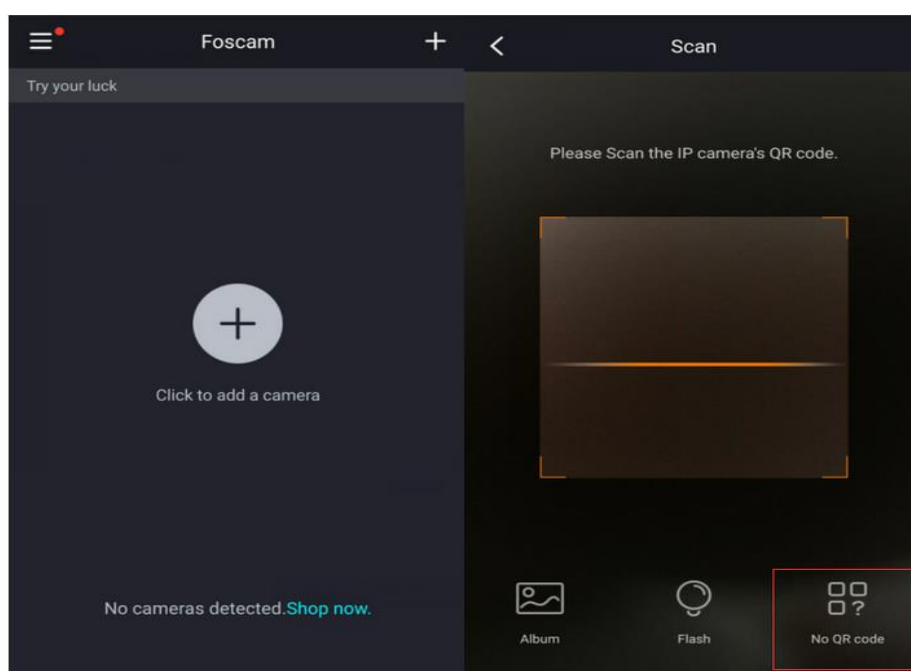 Foscam
Try your luck
Click to add a camera
No cameras detected.Shop now.
Scan
Please Scan the IP camera's QR code.
Album
Flash
No QR code